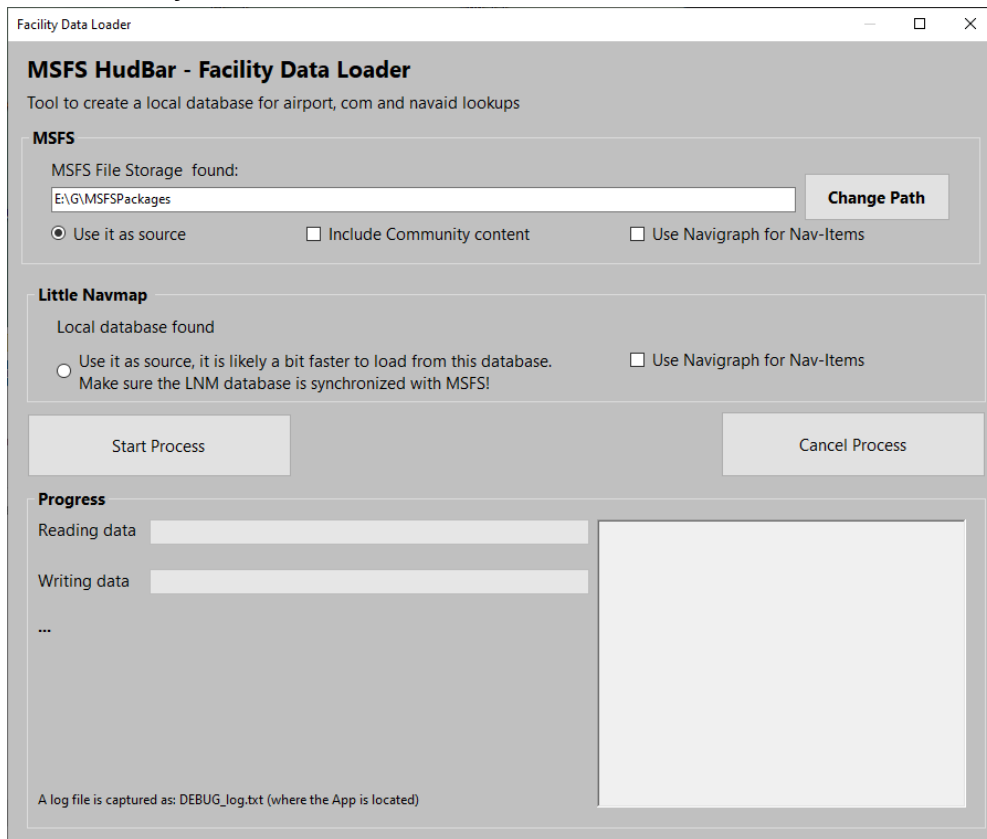 Facility Data Loader
MSFS HudBar - Facility Data Loader
Tool to create a local database for airport, com and navaid lookups
MSFS
MSFS File Storage  found:
E:\G\MSFSPackages
Change Path
Use it as source
Include Community content
Use Navigraph for Nav-Items
Little Navmap
Local database found
Use it as source, it is likely a bit faster to load from this database.
Make sure the LNM database is synchronized with MSFS!
Use Navigraph for Nav-Items
Start Process
Cancel Process
Progress
Reading data
Writing data
...
A log file is captured as: DEBUG_log.txt (where the App is located)